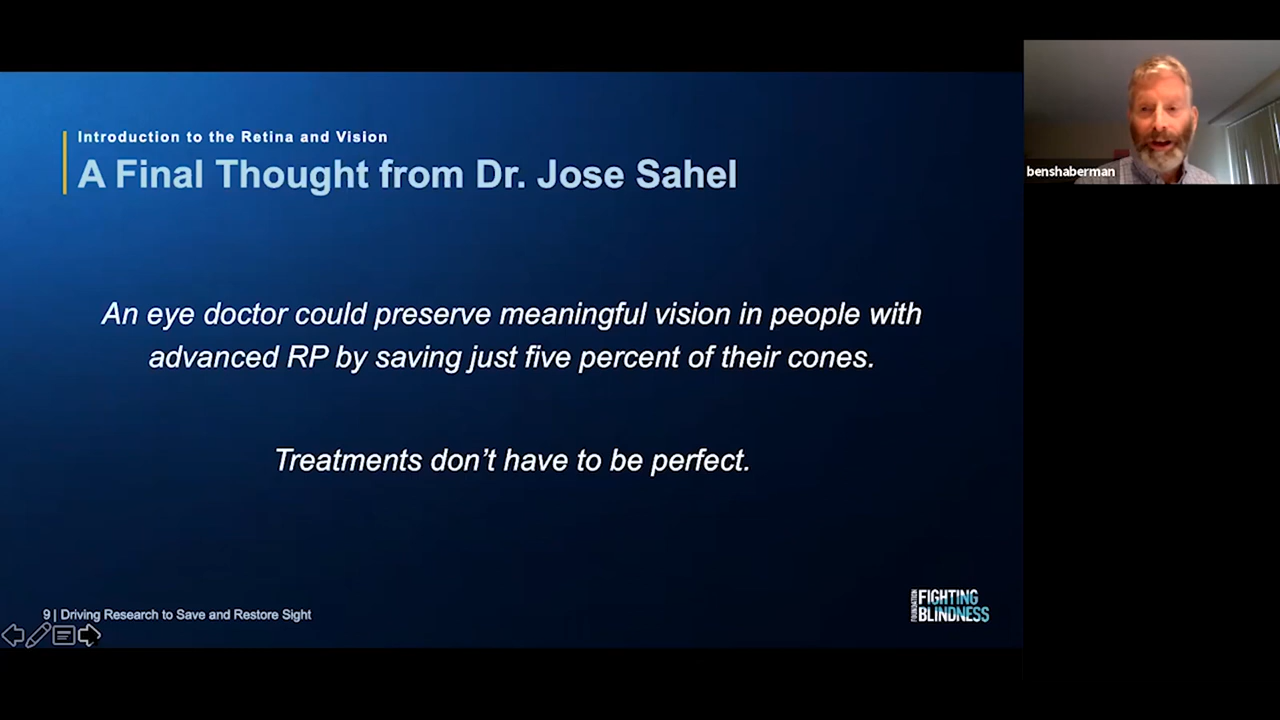 Introduction to the Retina and Vision
A Final Thought from Dr. Jose Sahel
benshaberman
An eye doctor could preserve meaningful vision in people with
advanced RP by saving just five percent of their cones.
Treatments don't have to be perfect.
9 | Driving Research to Save and Restore Sight
FOUNDATION
FIGHTING
BLINDNESS